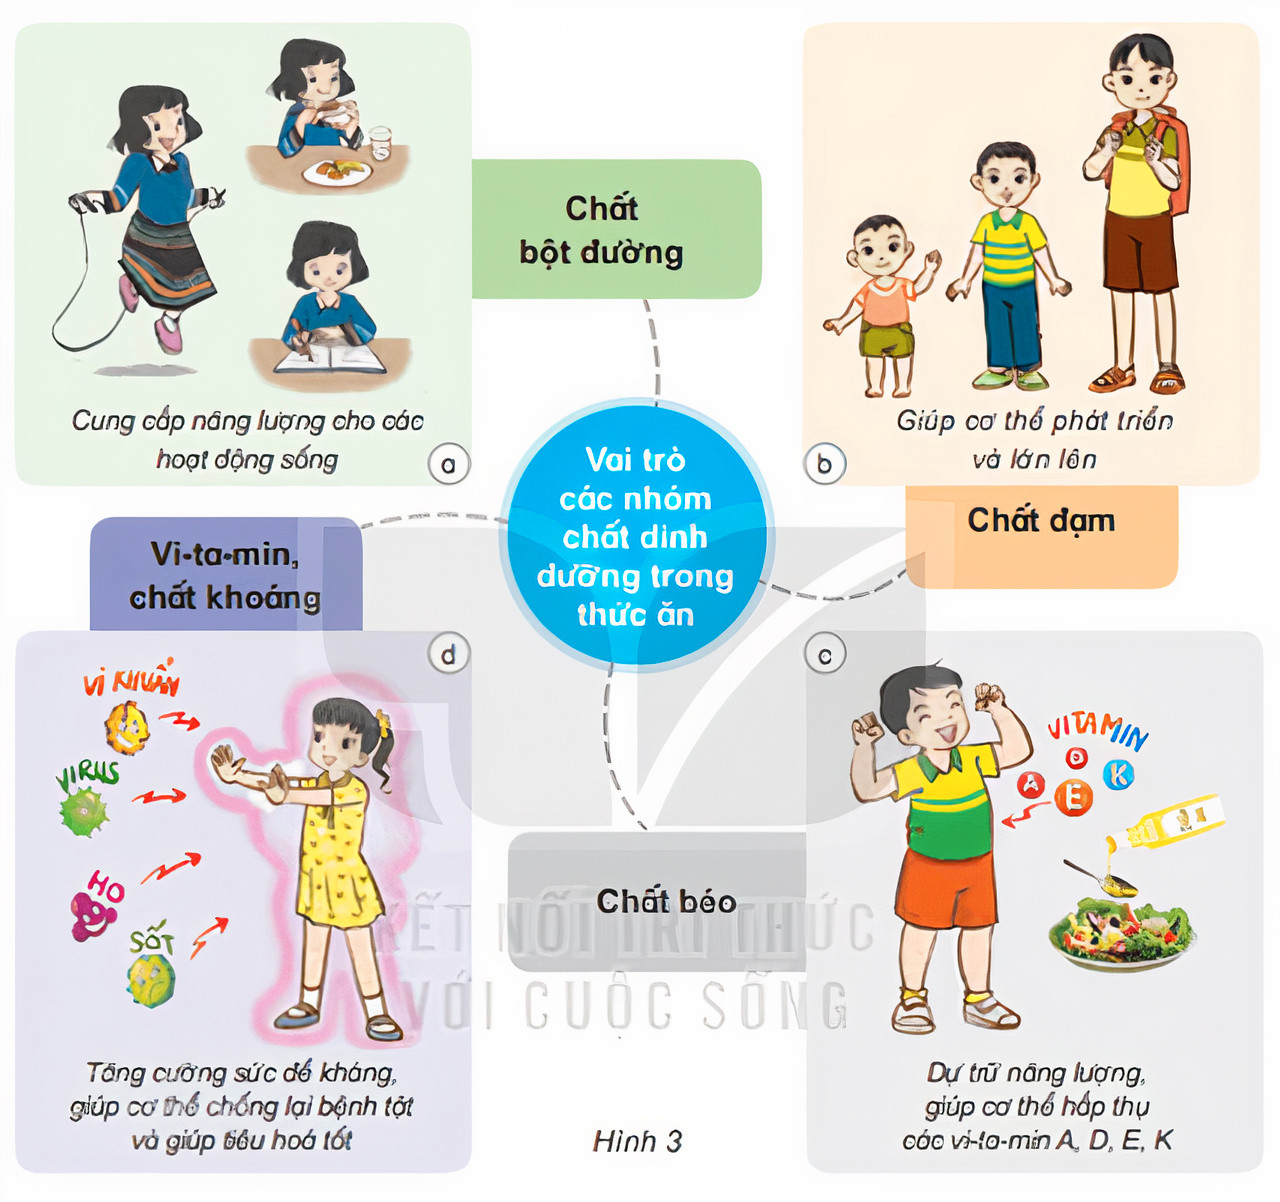 Chất
bột đường
Cung cấp năng lượng cho các
hoạt động sống
a
Giúp cơ thể phát triển
và lớn lên
b
Chất đạm
Vai trò
các nhóm
chất dinh
dưỡng trong
thức ăn
Vi-ta-min,
chất khoáng
d
VI KHUẨN
VIRUS
HO
SỐT
Tăng cường sức đề kháng,
giúp cơ thể chống lại bệnh tật
và giúp tiêu hoá tốt
c
VITAMIN
D
A
E
K
Chất béo
Dự trữ năng lượng,
giúp cơ thể hấp thụ
các vi-ta-min A, D, E, K
KẾT NỐI TRI THỨC
VỚI CUỘC SỐNG
Hình 3